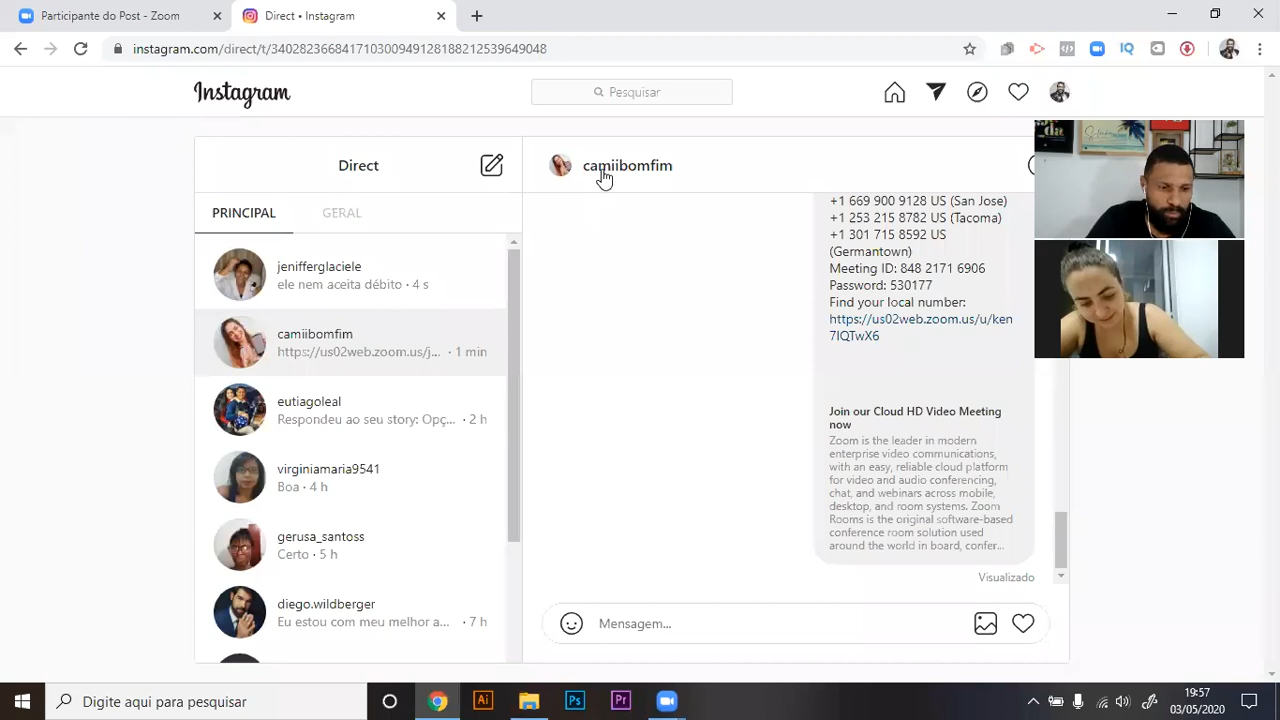 Participante do Post - Zoom
Direct • Instagram
instagram.com/direct/t/340282366841710300949128188212539649048
IQ
Instagram
Pesquisar
Direct
camiibomfim
PRINCIPAL
GERAL
jenifferglaciele
ele nem aceita débito • 4 s
camiibomfim
https://us02web.zoom.us/j... • 1 min
eutiagoleal
Respondeu ao seu story: Opç... • 2 h
virginiamaria9541
Boa • 4 h
gerusa_santoss
Certo • 5 h
diego.wildberger
Eu estou com meu melhor a... • 7 h
+1 669 900 9128 US (San Jose)
+1 253 215 8782 US (Tacoma)
+1 301 715 8592 US
(Germantown)
Meeting ID: 848 2171 6906
Password: 530177
Find your local number:
https://us02web.zoom.us/u/ken
7IQTwX6
Join our Cloud HD Video Meeting
now
Zoom is the leader in modern
enterprise video communications,
with an easy, reliable cloud platform
for video and audio conferencing,
chat, and webinars across mobile,
desktop, and room systems. Zoom
Rooms is the original software-based
conference room solution used
around the world in board, confer...
Visualizado
Mensagem...
Digite aqui para pesquisar
Ai
Ps
Pr
19:57
03/05/2020